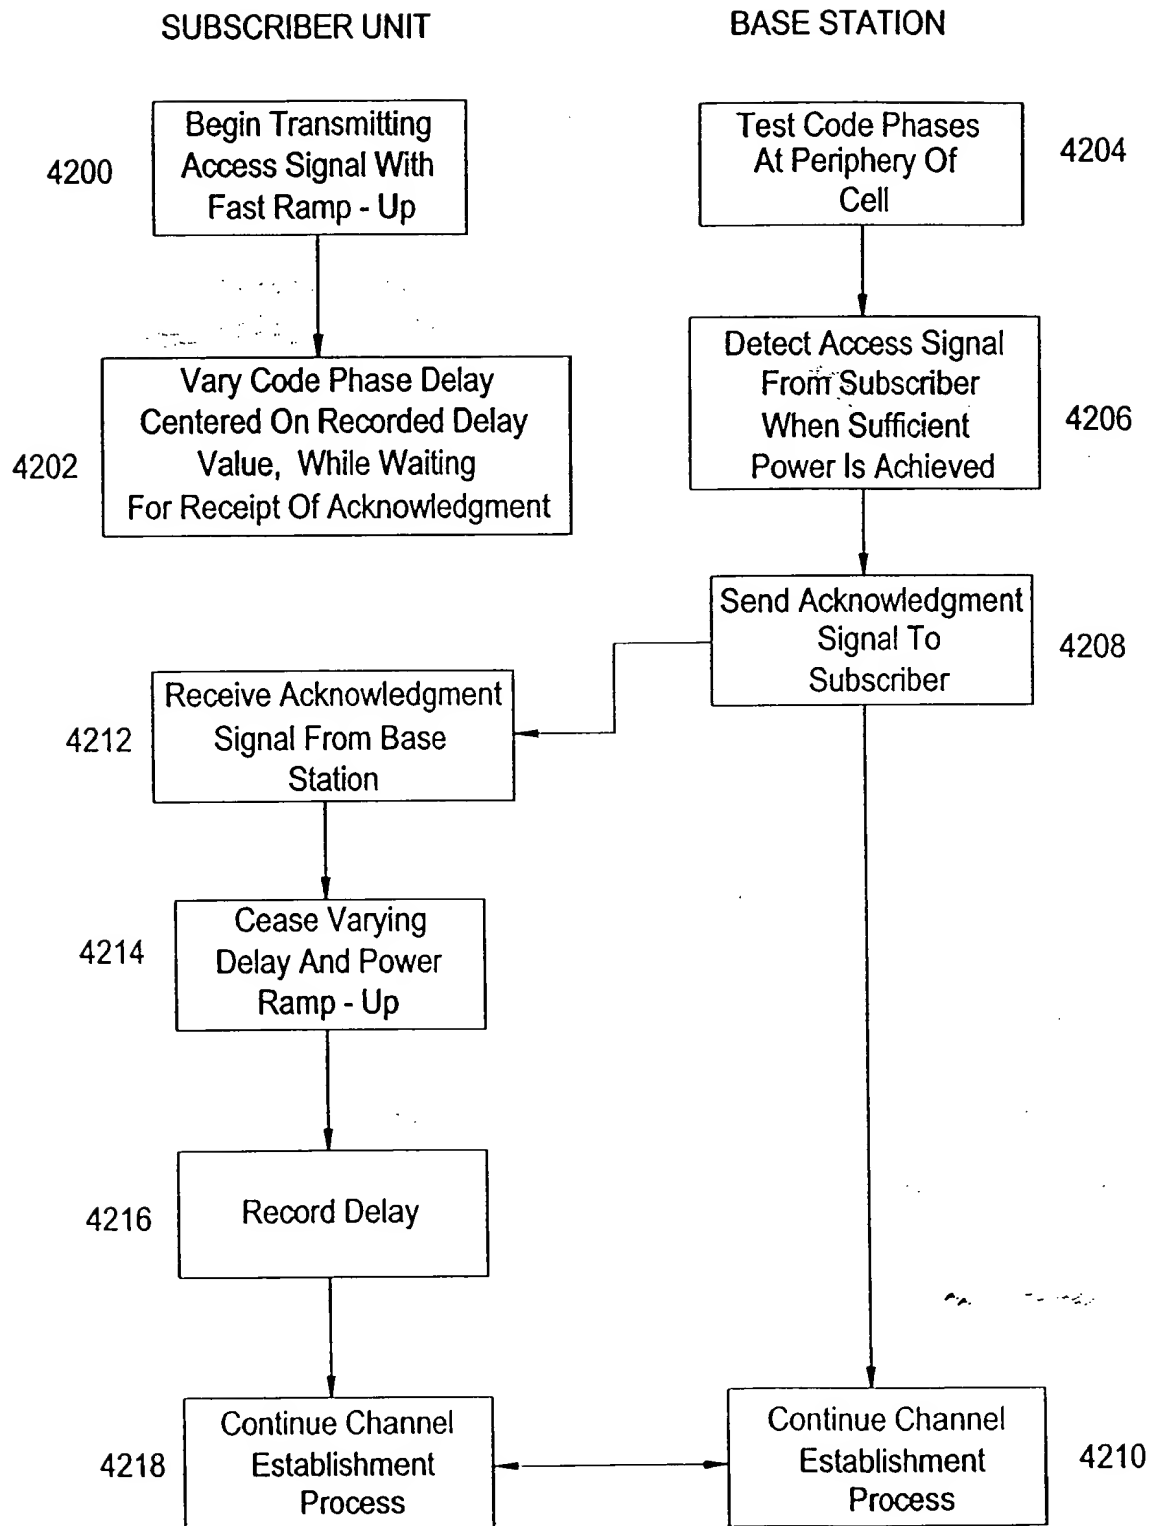 SUBSCRIBER UNIT
BASE STATION
4200
Begin Transmitting
Access Signal With
Fast Ramp - Up
Test Code Phases
At Periphery Of
Cell
4204
4202
Vary Code Phase Delay
Centered On Recorded Delay
Value, While Waiting
For Receipt Of Acknowledgment
Detect Access Signal
From Subscriber
When Sufficient
Power Is Achieved
4206
Send Acknowledgment
Signal To
Subscriber
4208
4212
Receive Acknowledgment
Signal From Base
Station
4214
Cease Varying
Delay And Power
Ramp - Up
4216
Record Delay
4218
Continue Channel
Establishment
Process
Continue Channel
Establishment
Process
4210